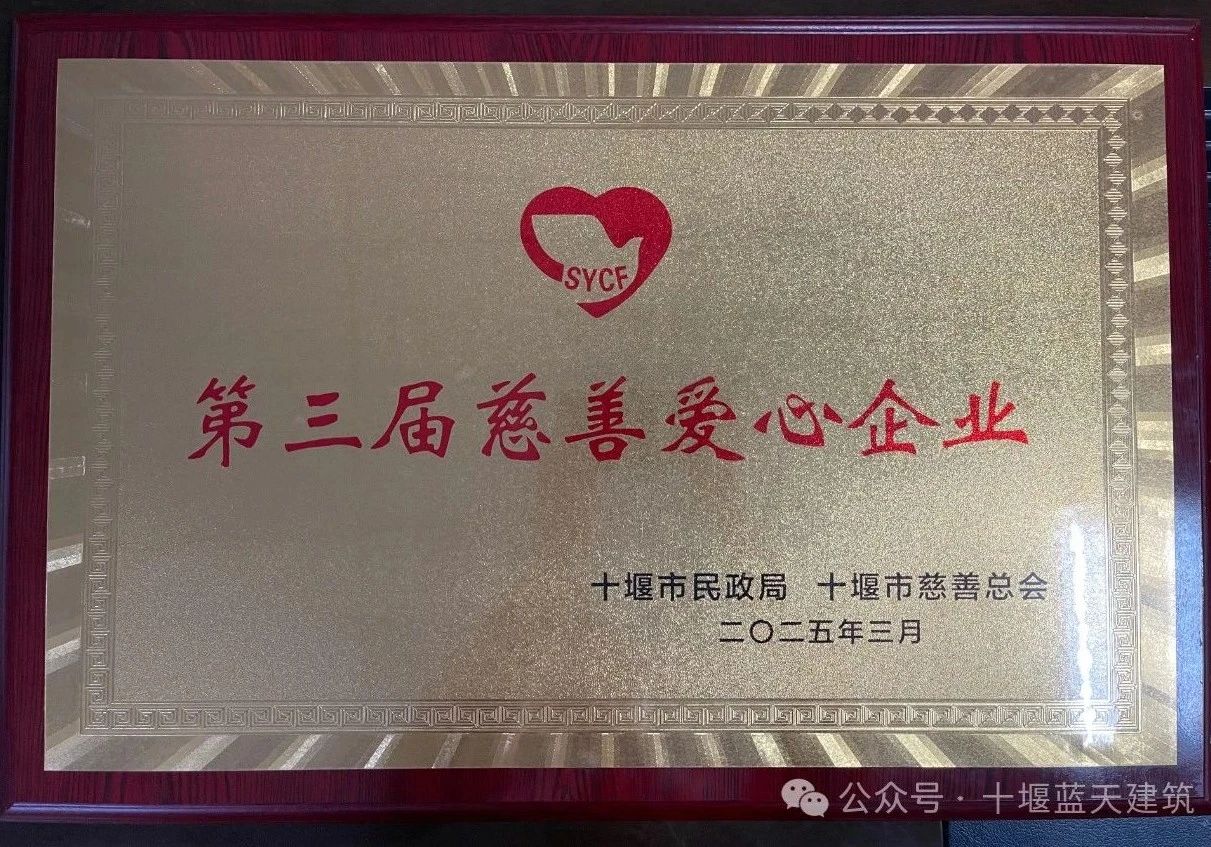 SYCF
第三届慈善爱心企业
十堰市民政局 十堰市慈善总会
二〇二五年三月
公众号·十堰蓝天建筑